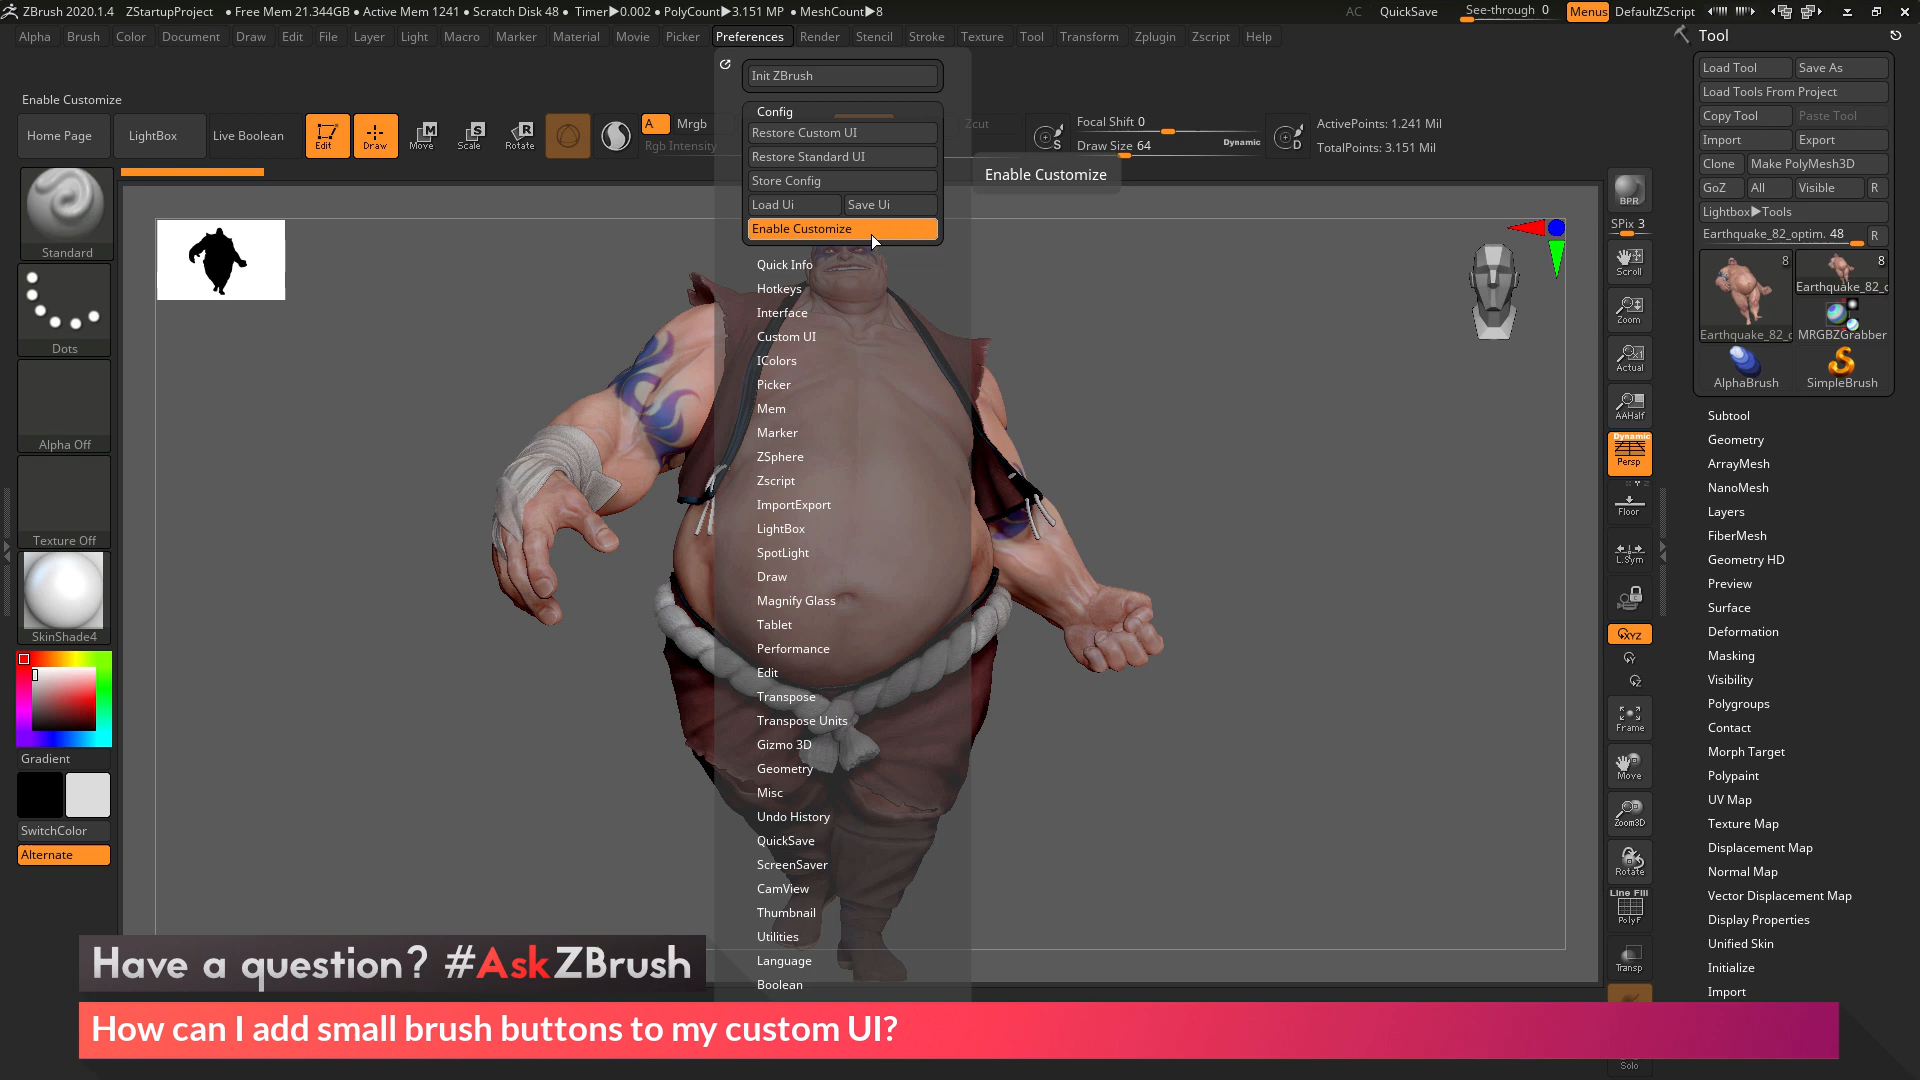 ZBrush 2020.1.4 ZStartupProject • Free Mem 21.344GB • Active Mem 1241 • Scratch Disk 48 • Timer▶0.002 • PolyCount▶3.151 MP • MeshCount▶8 AC QuickSave See-through 0 Menus DefaultZScript
Alpha Brush Color Document Draw Edit File Layer Light Macro Marker Material Movie Picker Preferences Render Stencil Stroke Texture Tool Transform Zplugin Zscript Help
Enable Customize
Home Page LightBox Live Boolean Edit Draw Move Scale Rotate A Mrgb
Rgb Intensity
Zcut
Focal Shift 0
Draw Size 64 Dynamic
ActivePoints: 1.241 Mil
TotalPoints: 3.151 Mil
Enable Customize
Standard
Dots
Alpha Off
Texture Off
SkinShade4
Gradient
SwitchColor
Alternate
Init ZBrush
Config
Restore Custom UI
Restore Standard UI
Store Config
Load Ui Save Ui
Enable Customize
Quick Info
Hotkeys
Interface
Custom UI
IColors
Picker
Mem
Marker
ZSphere
Zscript
ImportExport
LightBox
SpotLight
Draw
Magnify Glass
Tablet
Performance
Edit
Transpose
Transpose Units
Gizmo 3D
Geometry
Misc
Undo History
QuickSave
ScreenSaver
CamView
Thumbnail
Utilities
Language
Boolean
BPR
SPix 3
Scroll
Zoom
Actual
AAHalf
Dynamic
Persp
Floor
L.Sym
XYZ
Y
Z
Frame
Move
Zoom3D
Rotate
Line Fill
PolyF
Transp
Solo
Tool
Load Tool Save As
Load Tools From Project
Copy Tool Paste Tool
Import Export
Clone Make PolyMesh3D
GoZ All Visible R
Lightbox▶Tools
Earthquake_82_optim. 48 R
8 8
Earthquake_82_c
Earthquake_82_c MRGBZGrabber
AlphaBrush SimpleBrush
Subtool
Geometry
ArrayMesh
NanoMesh
Layers
FiberMesh
Geometry HD
Preview
Surface
Deformation
Masking
Visibility
Polygroups
Contact
Morph Target
Polypaint
UV Map
Texture Map
Displacement Map
Normal Map
Vector Displacement Map
Display Properties
Unified Skin
Initialize
Import
Have a question? #AskZBrush
How can I add small brush buttons to my custom UI?